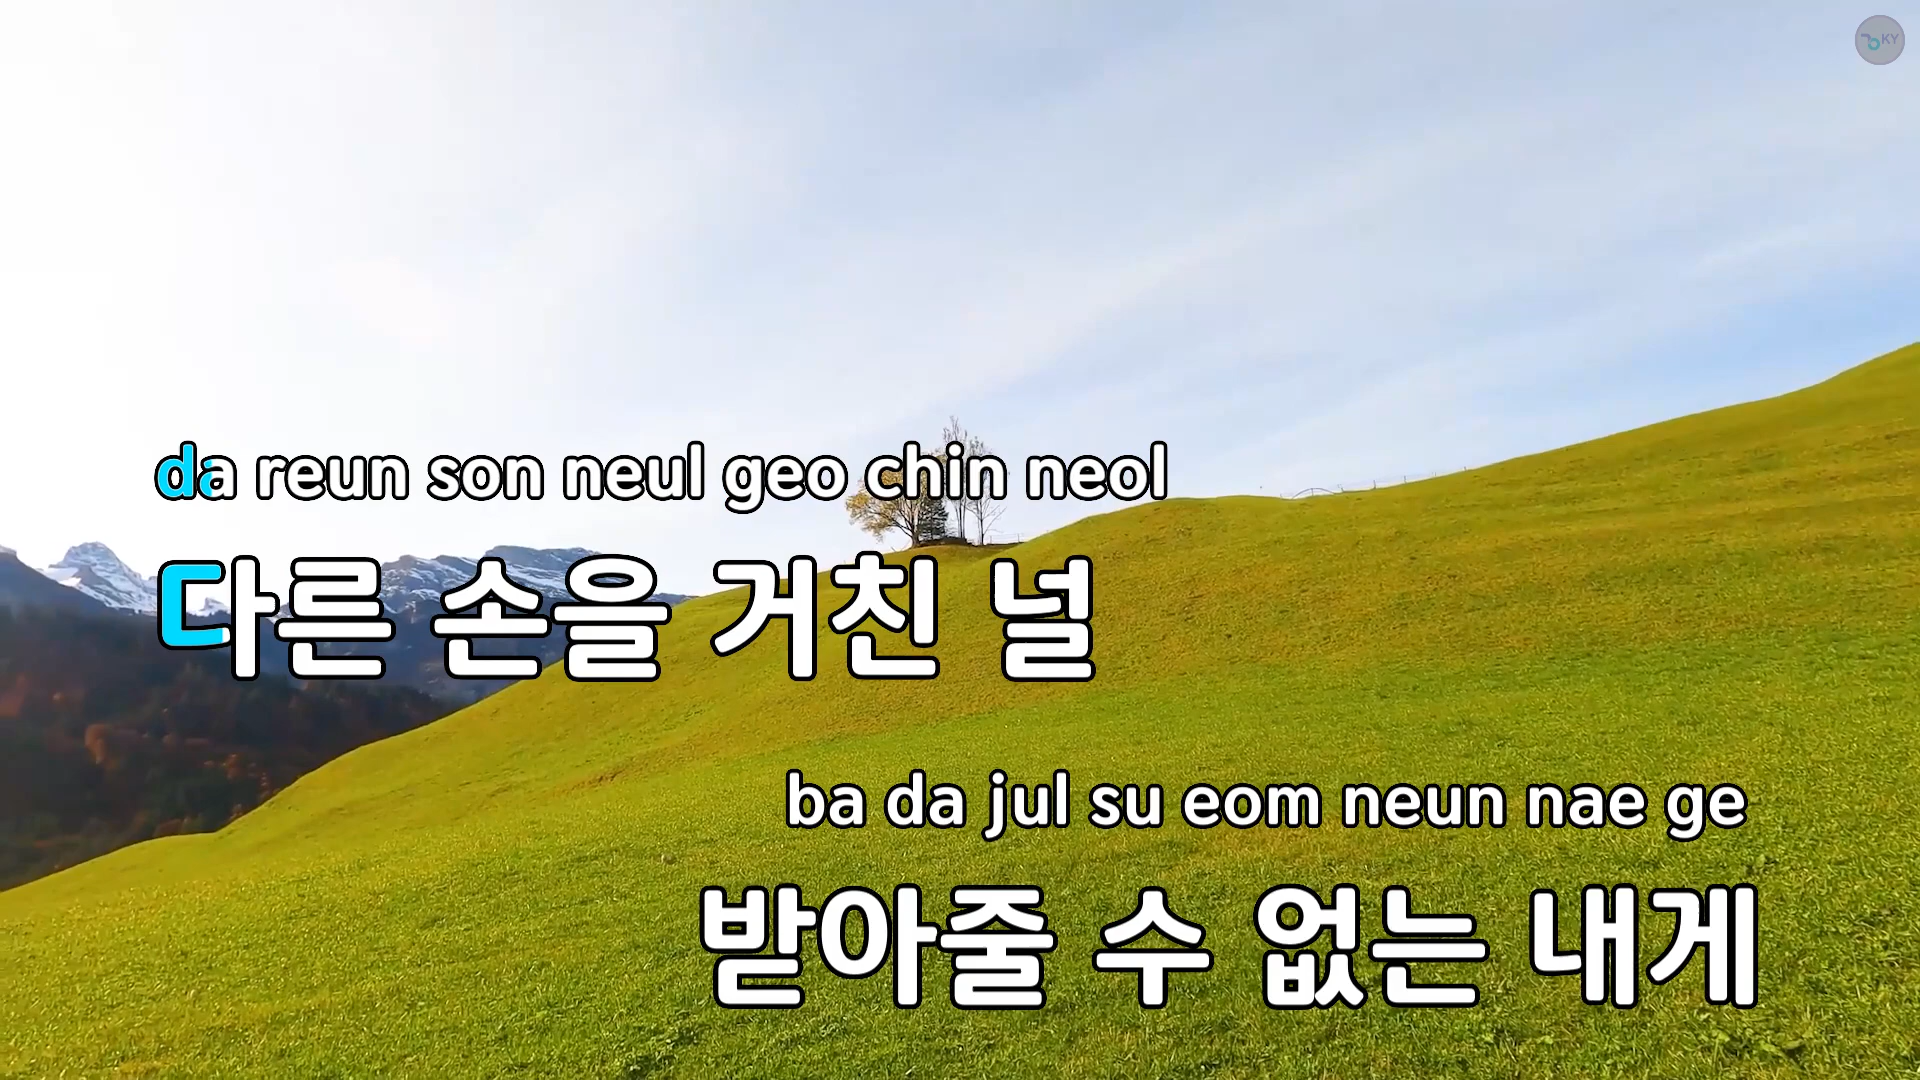 KY
da reun son neul geo chin neol
다른 손을 거친 널
ba da jul su eom neun nae ge
받아줄 수 없는 내게